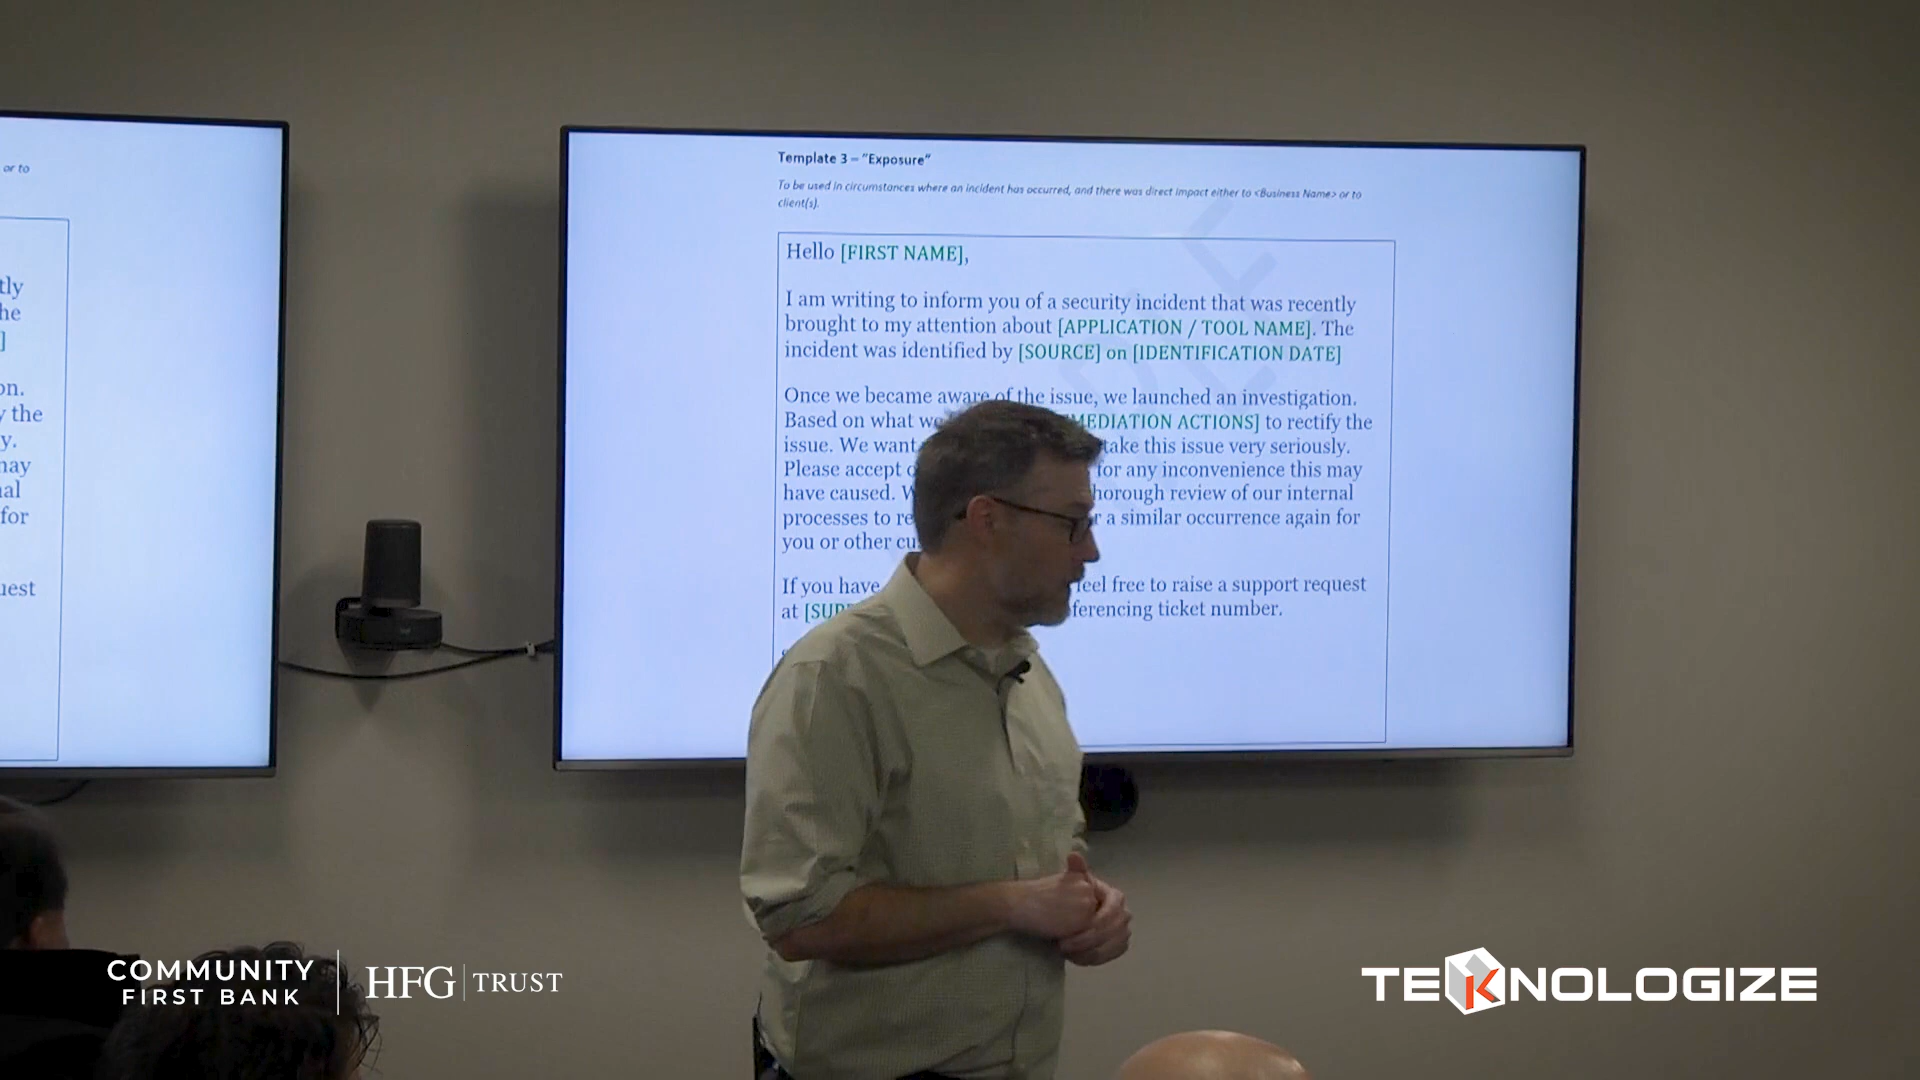 or to
tly
he
]
on.
y the
y.
may
nal
for
uest
Template 3 – "Exposure"
To be used in circumstances where an incident has occurred, and there was direct impact either to <Business Name> or to
client(s).
Hello [FIRST NAME],
I am writing to inform you of a security incident that was recently
brought to my attention about [APPLICATION / TOOL NAME]. The
incident was identified by [SOURCE] on [IDENTIFICATION DATE]
Once we became aware of the issue, we launched an investigation.
Based on what we MEDIATION ACTIONS] to rectify the
issue. We want take this issue very seriously.
Please accept for any inconvenience this may
have caused. horough review of our internal
processes to re a similar occurrence again for
you or other cus
If you have feel free to raise a support request
at [SUPP ferencing ticket number.
COMMUNITY
FIRST BANK
HFG TRUST
TEKNOLOGIZE